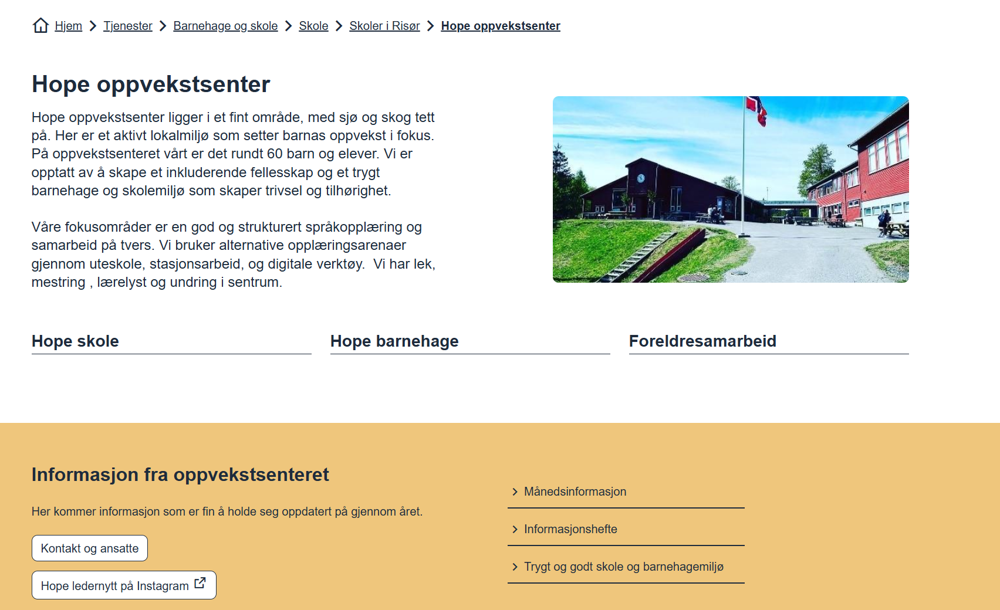 Hjem Tjenester Barnehage og skole Skole Skoler i Risør Hope oppvekstsenter
Hope oppvekstsenter
Hope oppvekstsenter ligger i et fint område, med sjø og skog tett
på. Her er et aktivt lokalmiljø som setter barnas oppvekst i fokus.
På oppvekstsenteret vårt er det rundt 60 barn og elever. Vi er
opptatt av å skape et inkluderende fellesskap og et trygt
barnehage og skolemiljø som skaper trivsel og tilhørighet.
Våre fokusområder er en god og strukturert språkopplæring og
samarbeid på tvers. Vi bruker alternative opplæringsarenaer
gjennom uteskole, stasjonsarbeid, og digitale verktøy.  Vi har lek,
mestring , lærelyst og undring i sentrum.
Hope skole
Hope barnehage
Foreldresamarbeid
Informasjon fra oppvekstsenteret
Her kommer informasjon som er fin å holde seg oppdatert på gjennom året.
Kontakt og ansatte
Hope ledernytt på Instagram
Månedsinformasjon
Informasjonshefte
Trygt og godt skole og barnehagemiljø